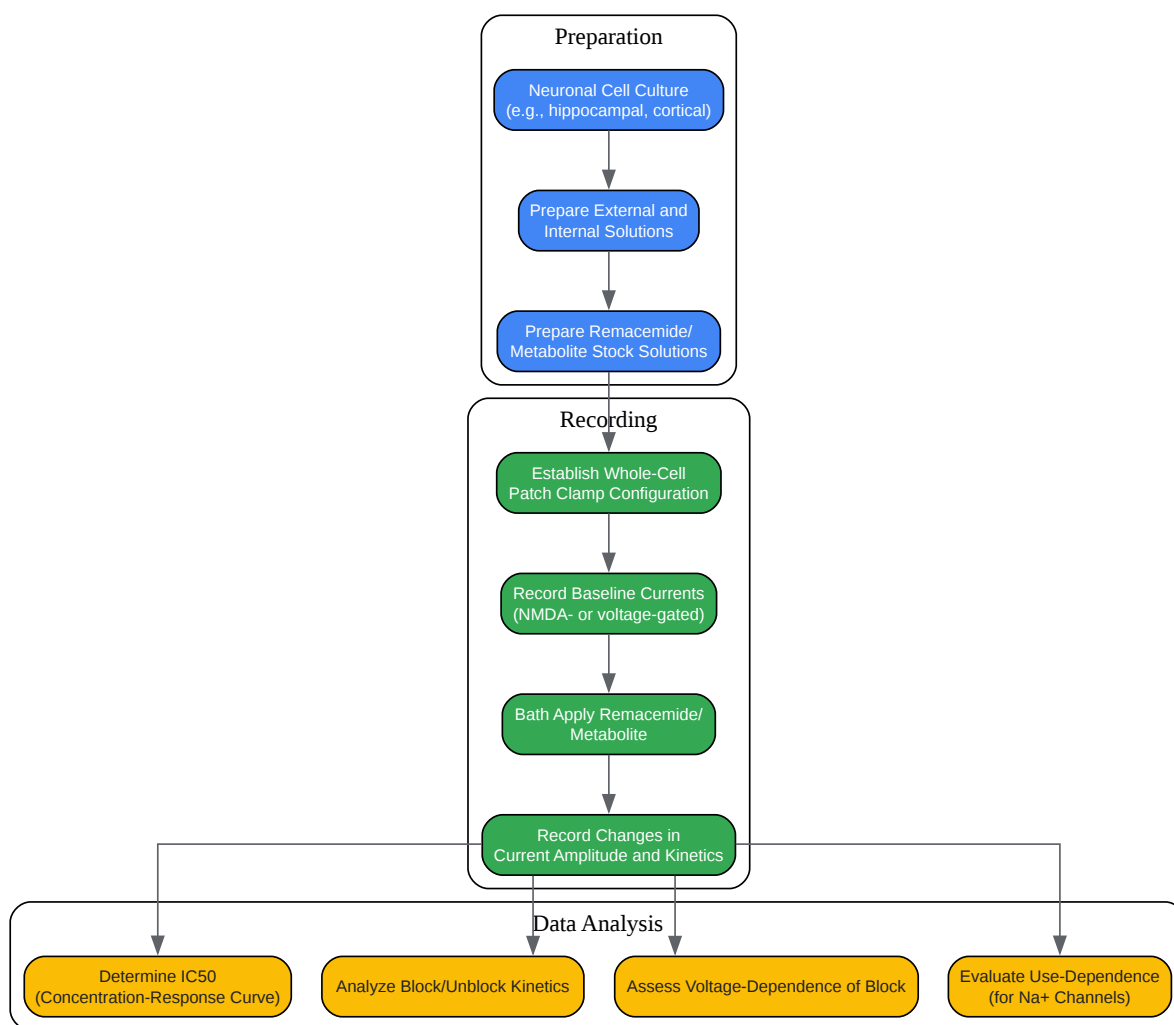 Preparation
Neuronal Cell Culture
(e.g., hippocampal, cortical)
Prepare External and
Internal Solutions
Prepare Remacemide/
Metabolite Stock Solutions
Recording
Establish Whole-Cell
Patch Clamp Configuration
Record Baseline Currents
(NMDA- or voltage-gated)
Bath Apply Remacemide/
Metabolite
Record Changes in
Current Amplitude and Kinetics
Data Analysis
Determine IC50
(Concentration-Response Curve)
Analyze Block/Unblock Kinetics
Assess Voltage-Dependence of Block
Evaluate Use-Dependence
(for Na+ Channels)